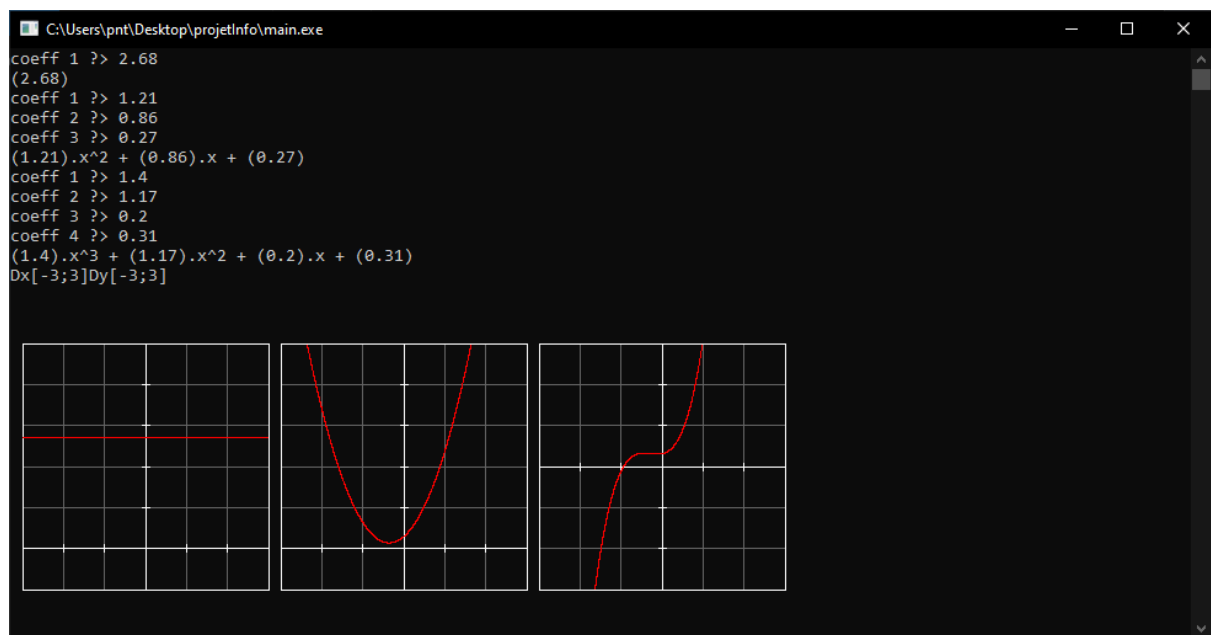 C:\Users\pnt\Desktop\projetInfo\main.exe
coeff 1 ?> 2.68
(2.68)
coeff 1 ?> 1.21
coeff 2 ?> 0.86
coeff 3 ?> 0.27
(1.21).x^2 + (0.86).x + (0.27)
coeff 1 ?> 1.4
coeff 2 ?> 1.17
coeff 3 ?> 0.2
coeff 4 ?> 0.31
(1.4).x^3 + (1.17).x^2 + (0.2).x + (0.31)
Dx[-3;3]Dy[-3;3]